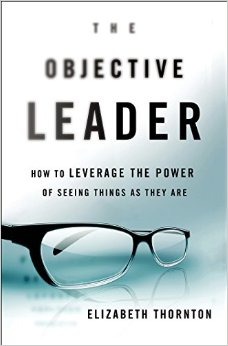 THE
OBJECTIVE
LEADER
HOW TO LEVERAGE THE POWER
OF SEEING THINGS AS THEY ARE
ELIZABETH THORNTON